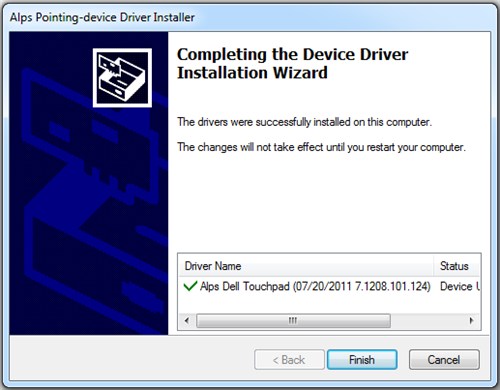 Alps Pointing-device Driver Installer
Completing the Device Driver
Installation Wizard
The drivers were successfully installed on this computer.
The changes will not take effect until you restart your computer.
Driver Name Status
Alps Dell Touchpad (07/20/2011 7.1208.101.124) Device
< Back Finish Cancel